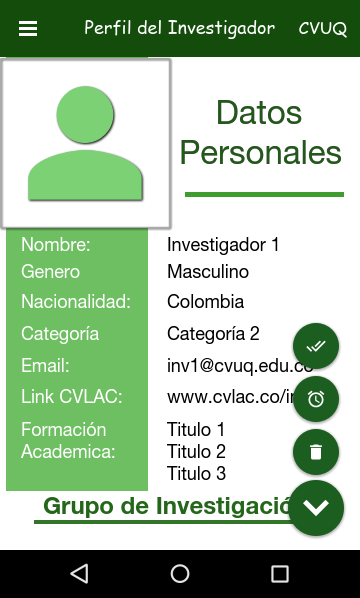 Perfil del Investigador CVUQ
Datos
Personales
Nombre: Investigador 1
Genero Masculino
Nacionalidad: Colombia
Categoría Categoría 2
Email: inv1@cvuq.edu.co
Link CVLAC: www.cvlac.co/in
Formación Titulo 1
Academica: Titulo 2
Titulo 3
Grupo de Investigació